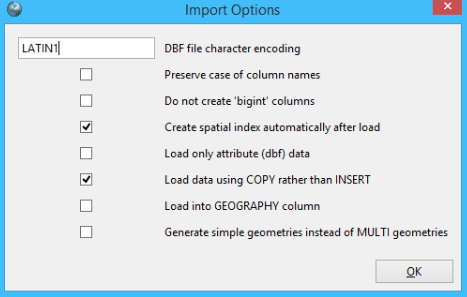 Import Options
LATIN1 DBF file character encoding
Preserve case of column names
Do not create 'bigint' columns
Create spatial index automatically after load
Load only attribute (dbf) data
Load data using COPY rather than INSERT
Load into GEOGRAPHY column
Generate simple geometries instead of MULTI geometries
OK